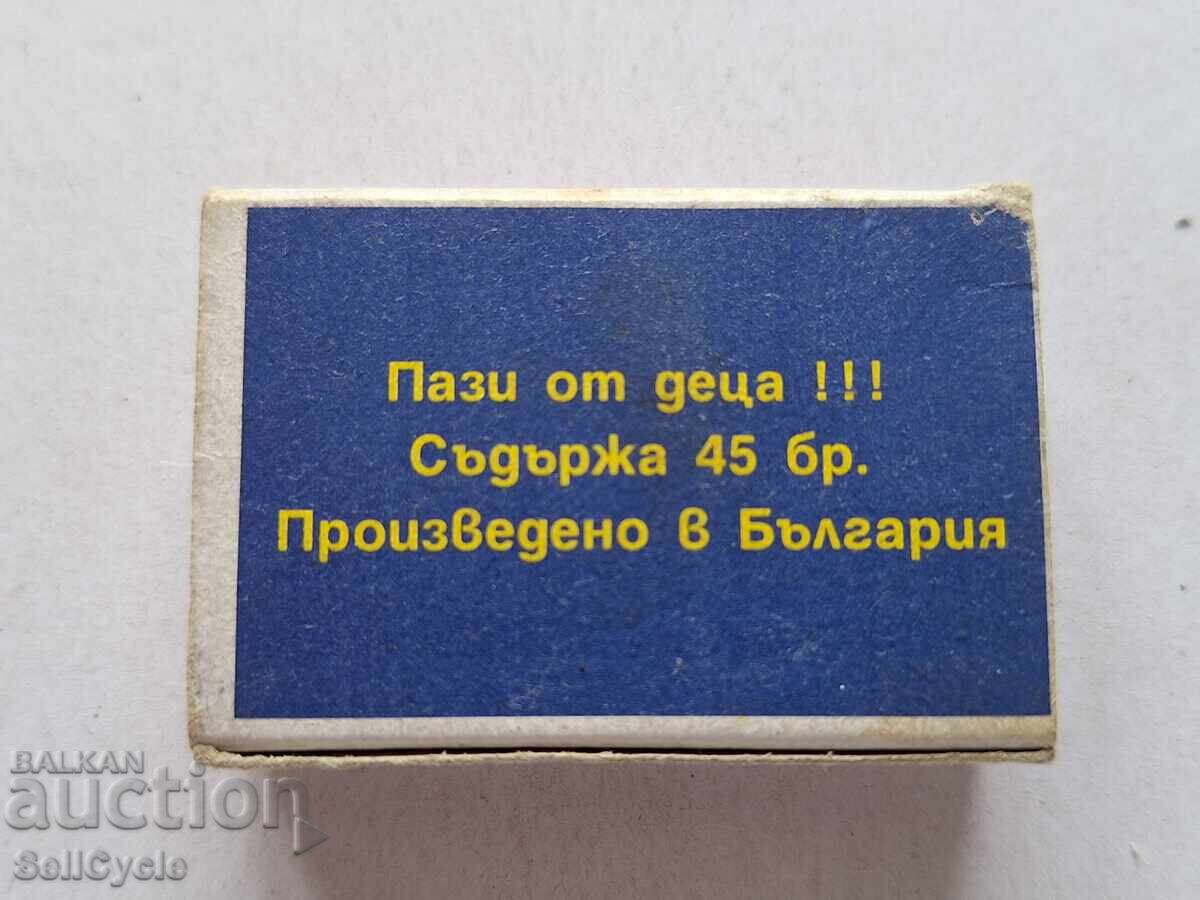 Пази от деца !!!
Съдържа 45 бр.
Произведено в България
BALKAN
auction
SellCycle